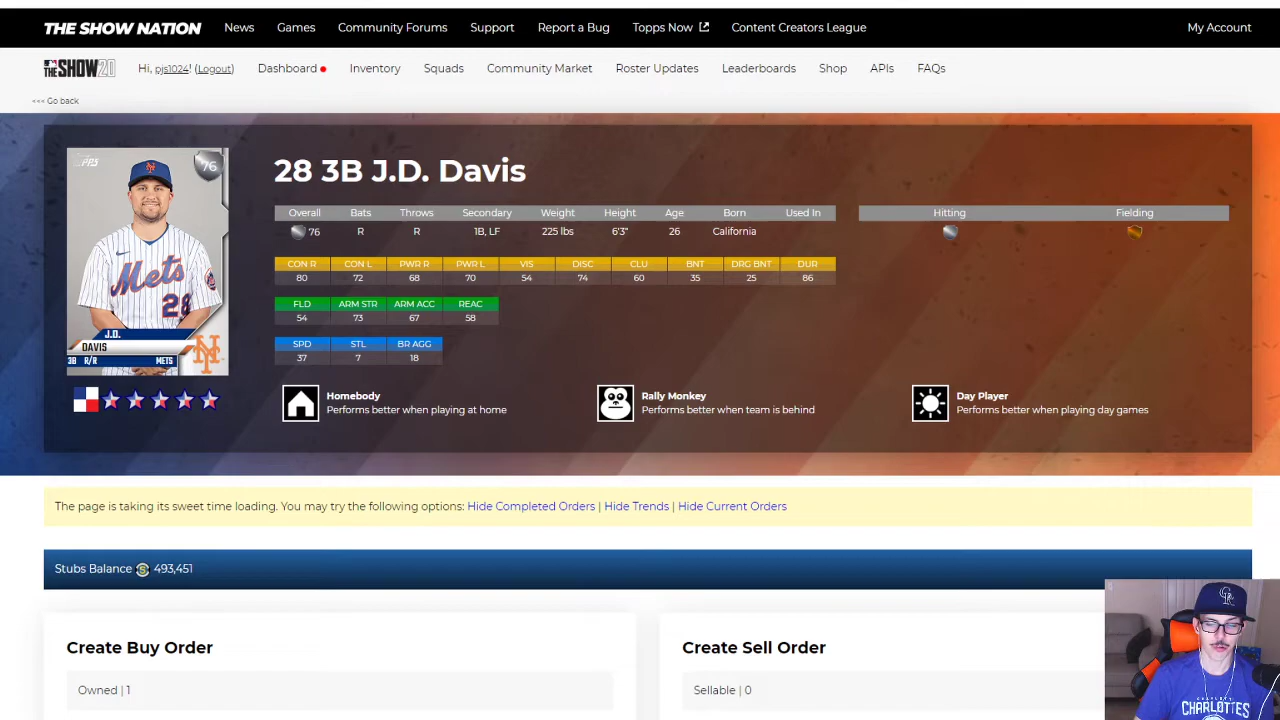 THE SHOW NATION News Games Community Forums Support Report a Bug Topps Now Content Creators League My Account
THE SHOW 20 Hi, pjs1024! (Logout) Dashboard Inventory Squads Community Market Roster Updates Leaderboards Shop APIs FAQs
<<< Go back
TOPPS 76
28 3B J.D. Davis
Overall Bats Throws Secondary Weight Height Age Born Used In Hitting Fielding
76 R R 1B, LF 225 lbs 6'3" 26 California
CON R CON L PWR R PWR L VIS DISC CLU BNT DRG BNT DUR
80 72 68 70 54 74 60 35 25 86
FLD ARM STR ARM ACC REAC
54 73 67 58
SPD STL BR AGG
37 7 18
Mets
28
J.D.
DAVIS
3B R/R METS
NY
Homebody
Performs better when playing at home
Rally Monkey
Performs better when team is behind
Day Player
Performs better when playing day games
The page is taking its sweet time loading. You may try the following options: Hide Completed Orders | Hide Trends | Hide Current Orders
Stubs Balance 493,451
Create Buy Order
Owned | 1
Create Sell Order
Sellable | 0
CR
CHARLOTTES